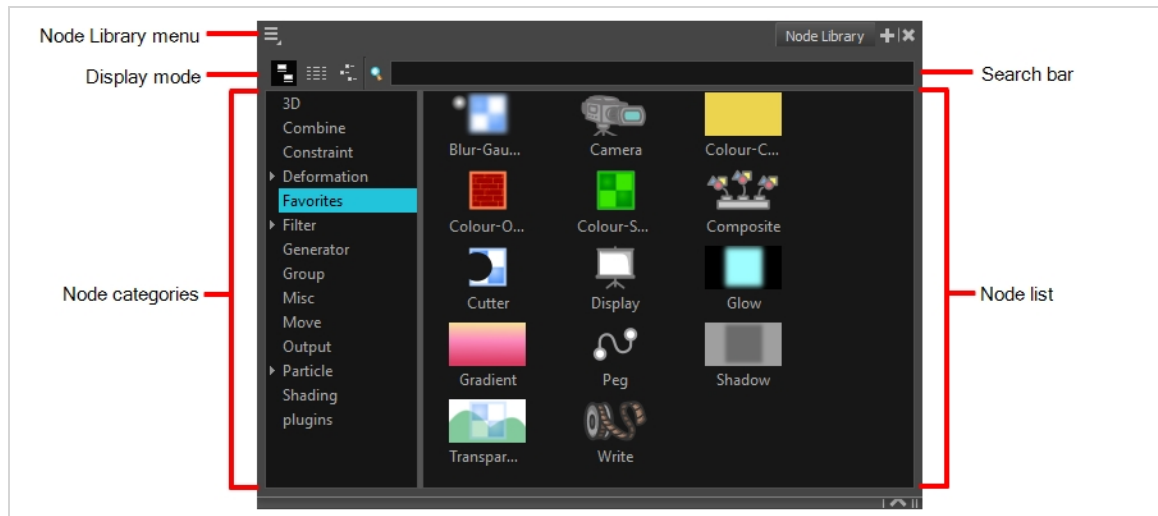 Node Library menu
Node Library
Display mode
Search bar
Node categories
3D
Combine
Constraint
Deformation
Favorites
Filter
Generator
Group
Misc
Move
Output
Particle
Shading
plugins
Blur-Gau... Camera Colour-C...
Colour-O... Colour-S... Composite
Cutter Display Glow
Gradient Peg Shadow
Transpar... Write
Node list